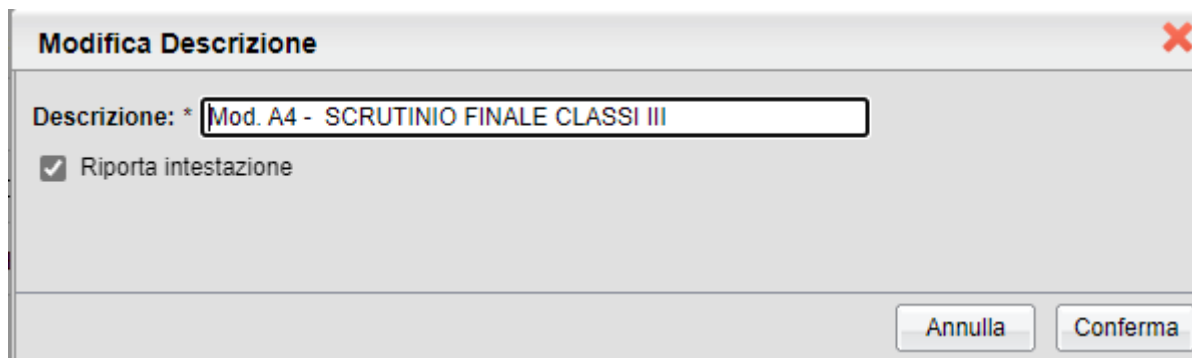 Modifica Descrizione
Descrizione: * Mod. A4 -  SCRUTINIO FINALE CLASSI III
Riporta intestazione
Annulla Conferma